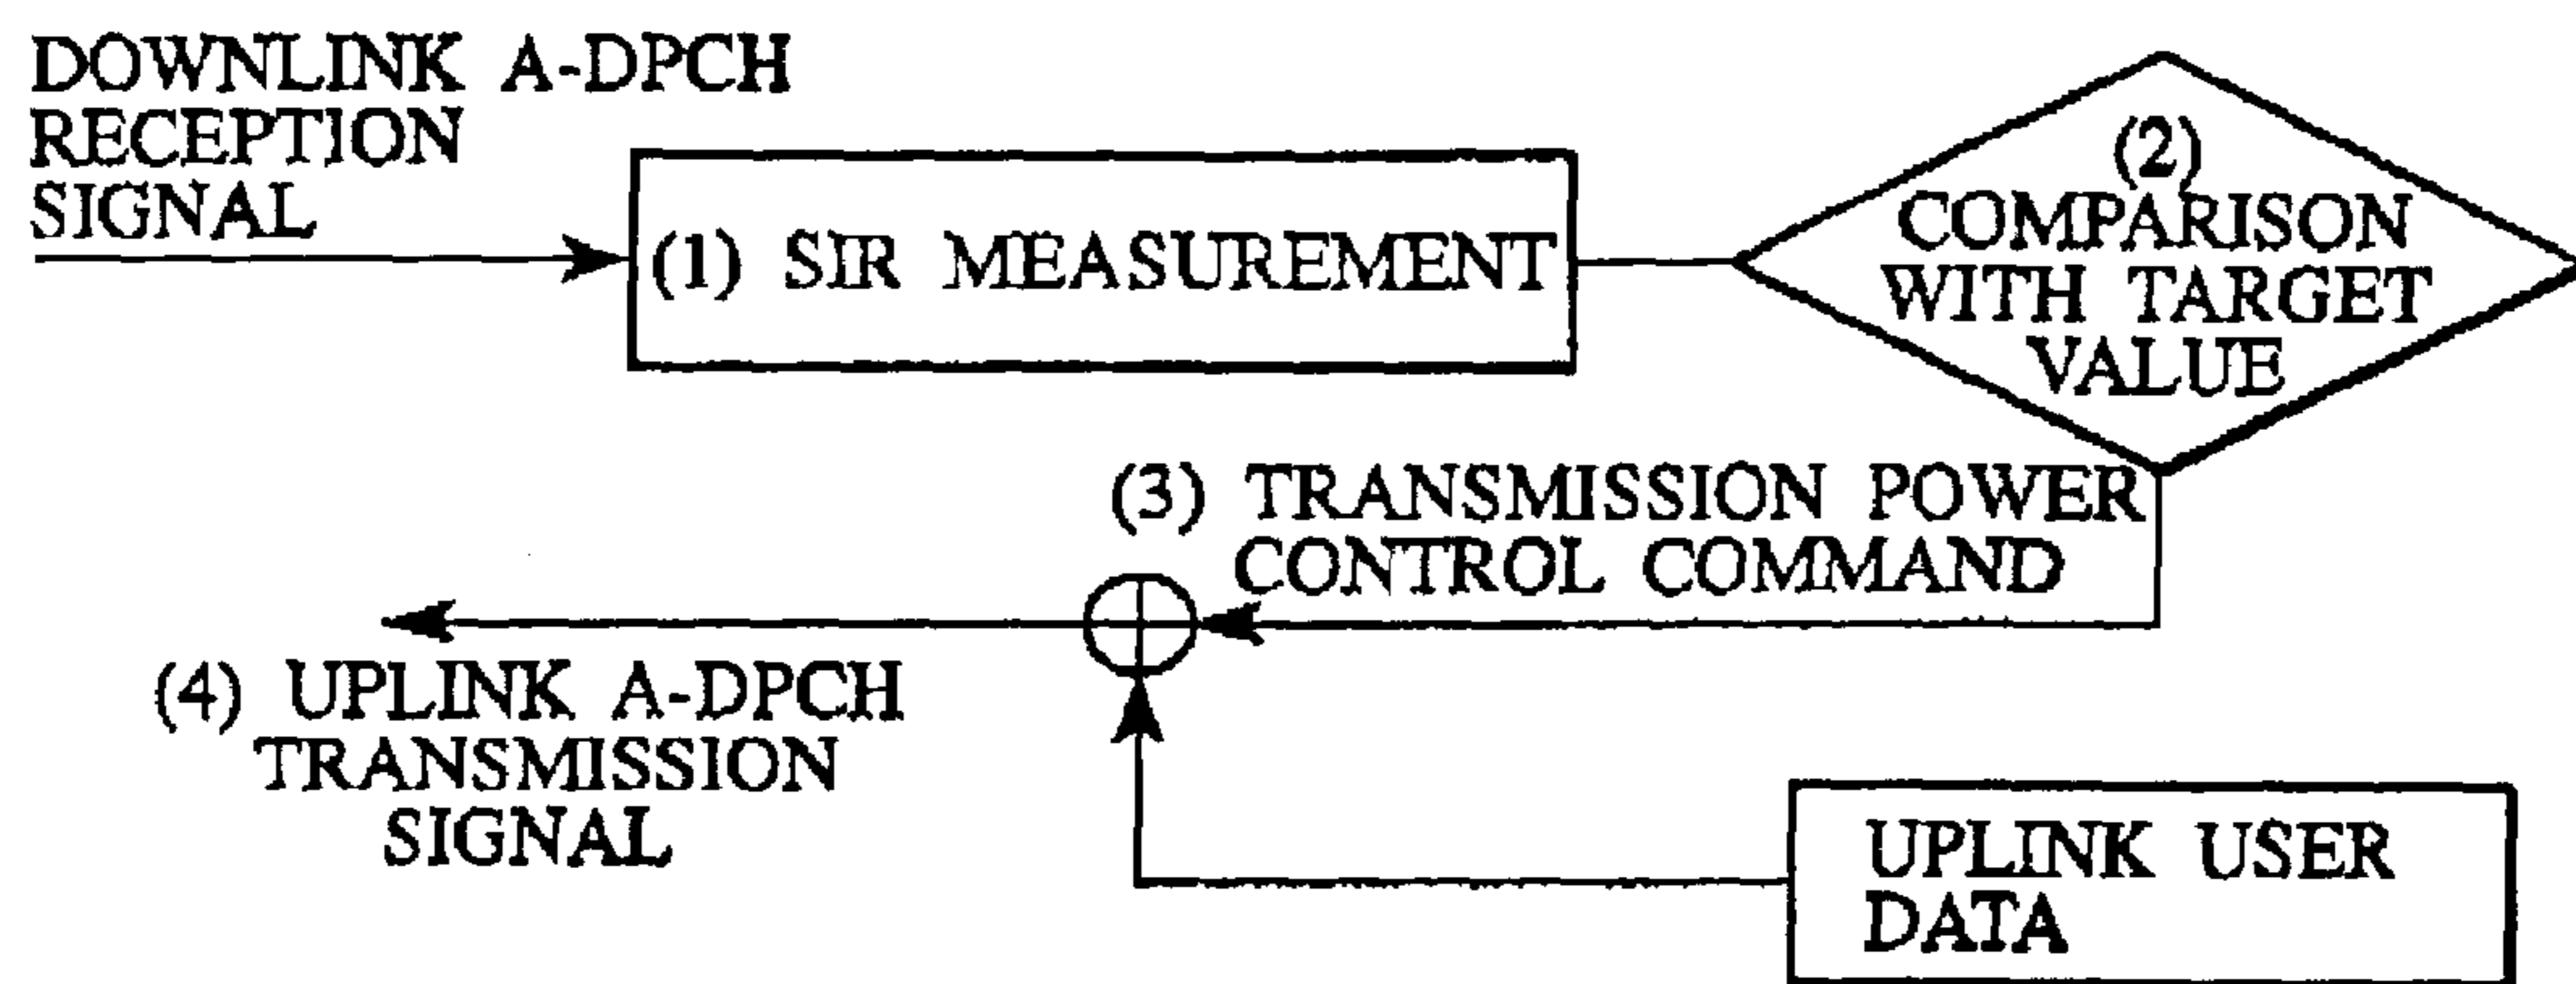 DOWNLINK A-DPCH
RECEPTION
SIGNAL
(1) SIR MEASUREMENT
(2)
COMPARISON
WITH TARGET
VALUE
(3) TRANSMISSION POWER
CONTROL COMMAND
(4) UPLINK A-DPCH
TRANSMISSION
SIGNAL
UPLINK USER
DATA